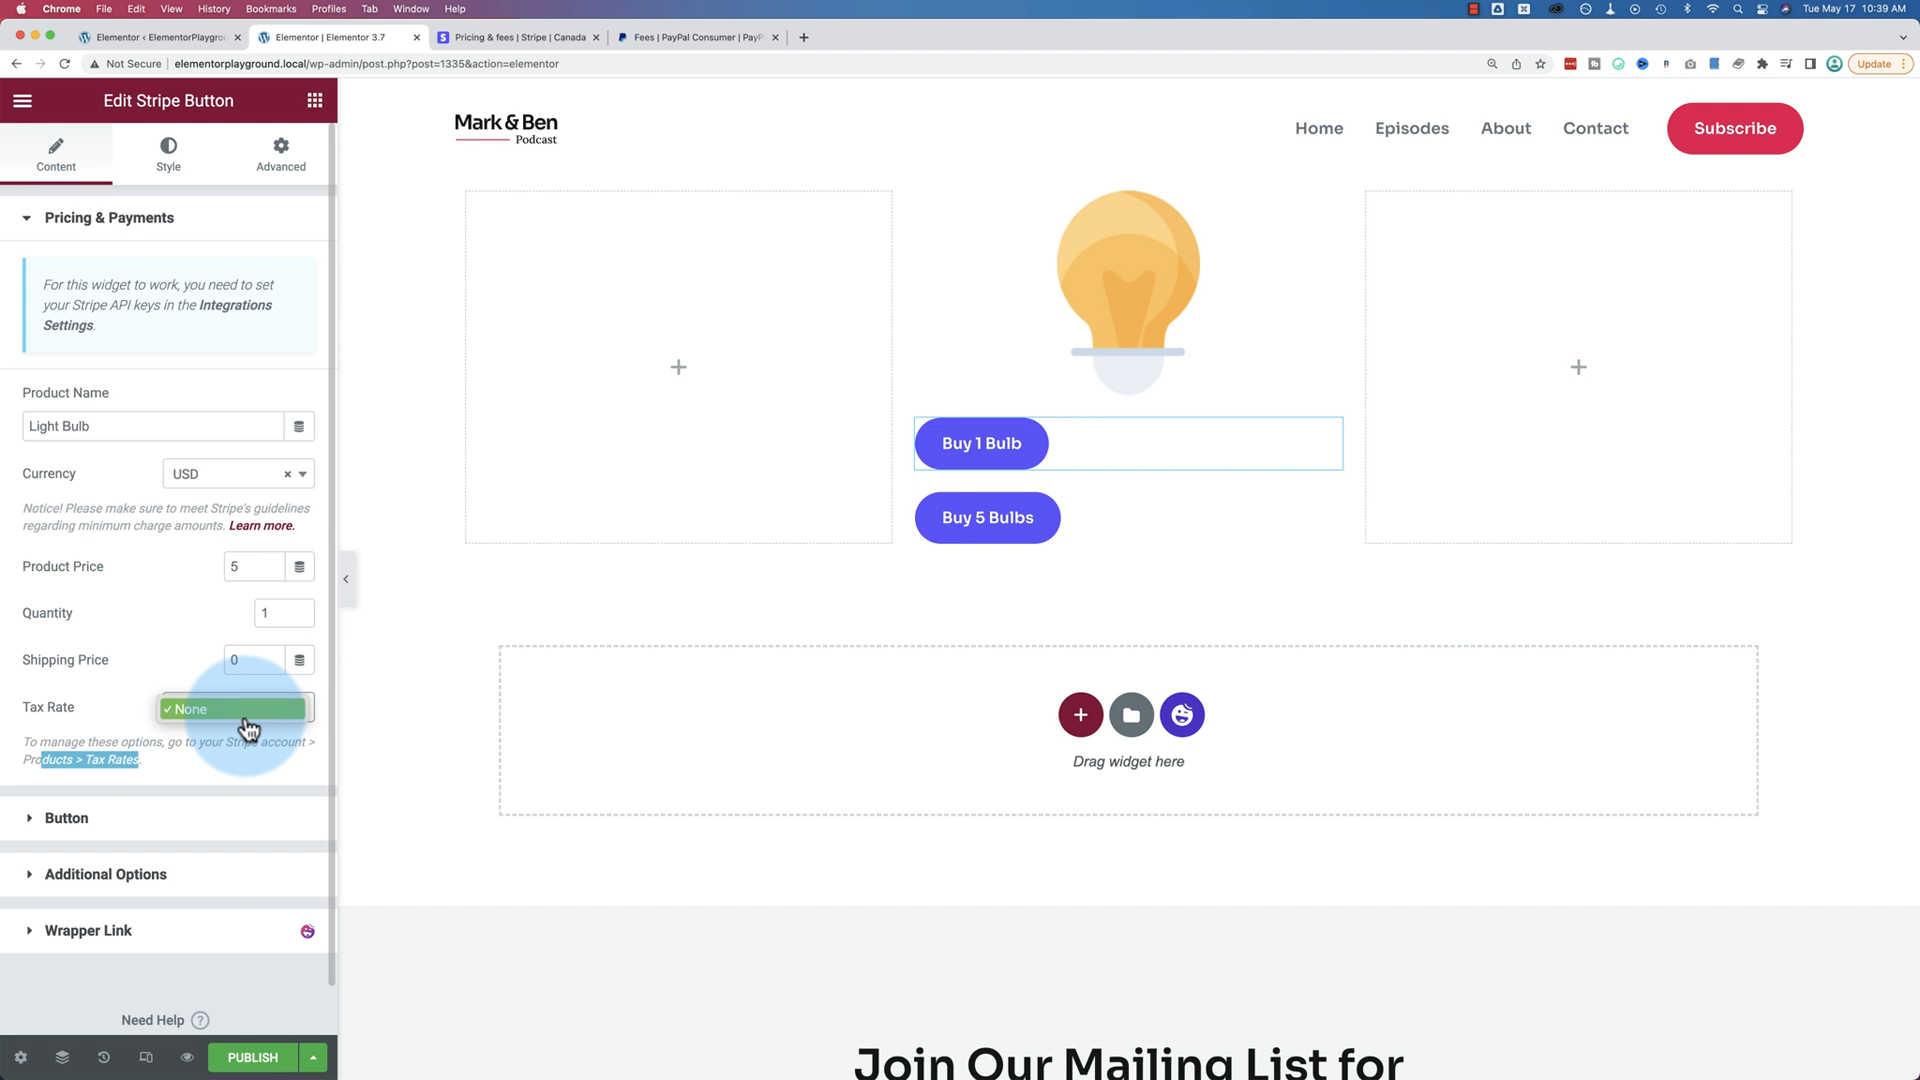 Chrome File Edit View History Bookmarks Profiles Tab Window Help Tue May 17 10:39 AM
Elementor ‹ ElementorPlaygrou
Elementor | Elementor 3.7
Pricing & fees | Stripe | Canada
Fees | PayPal Consumer | PayP
Not Secure | elementorplayground.local/wp-admin/post.php?post=1335&action=elementor
Update
Edit Stripe Button
Content
Style
Advanced
Pricing & Payments
For this widget to work, you need to set
your Stripe API keys in the Integrations
Settings.
Product Name
Light Bulb
Currency
USD
Notice! Please make sure to meet Stripe's guidelines
regarding minimum charge amounts. Learn more.
Product Price
5
Quantity
1
Shipping Price
0
Tax Rate
✓ None
To manage these options, go to your Stripe account >
Products > Tax Rates.
Button
Additional Options
Wrapper Link
Need Help ?
PUBLISH
Mark & Ben
Podcast
Home
Episodes
About
Contact
Subscribe
Buy 1 Bulb
Buy 5 Bulbs
Drag widget here
Join Our Mailing List for